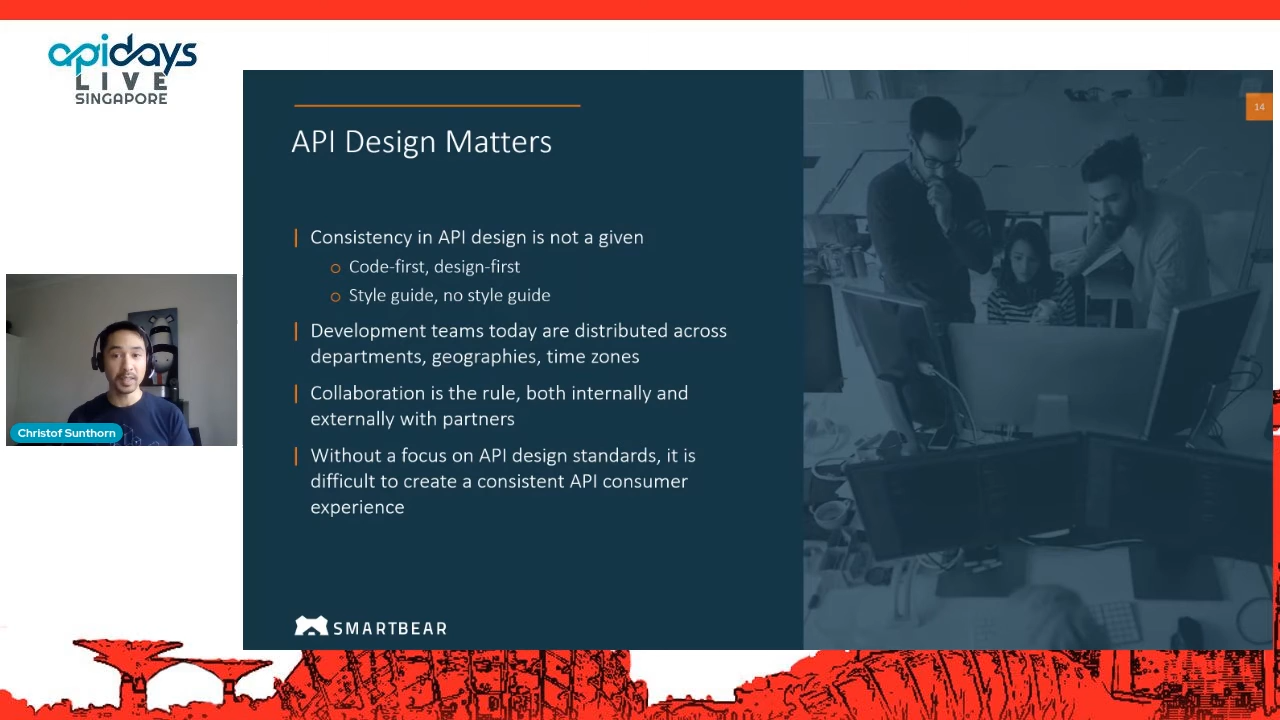 apidays
LIVE
SINGAPORE
14
API Design Matters
Consistency in API design is not a given
Code-first, design-first
Style guide, no style guide
Development teams today are distributed across
departments, geographies, time zones
Collaboration is the rule, both internally and
externally with partners
Without a focus on API design standards, it is
difficult to create a consistent API consumer
experience
Christof Sunthorn
SMARTBEAR